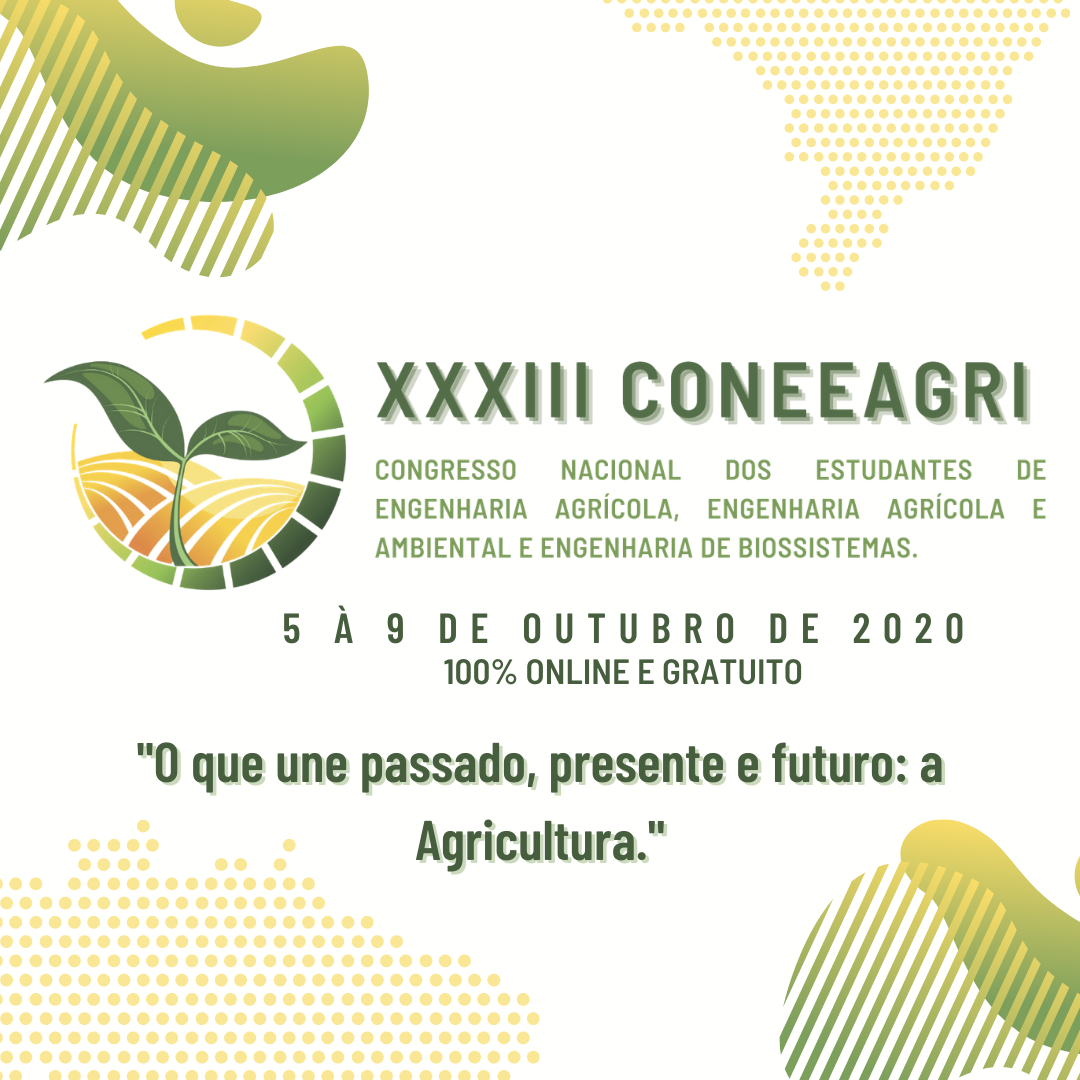 XXXIII CONEEAGRI
CONGRESSO NACIONAL DOS ESTUDANTES DE
ENGENHARIA AGRÍCOLA, ENGENHARIA AGRÍCOLA E
AMBIENTAL E ENGENHARIA DE BIOSSISTEMAS.
5 À 9 DE OUTUBRO DE 2020
100% ONLINE E GRATUITO
"O que une passado, presente e futuro: a
Agricultura."